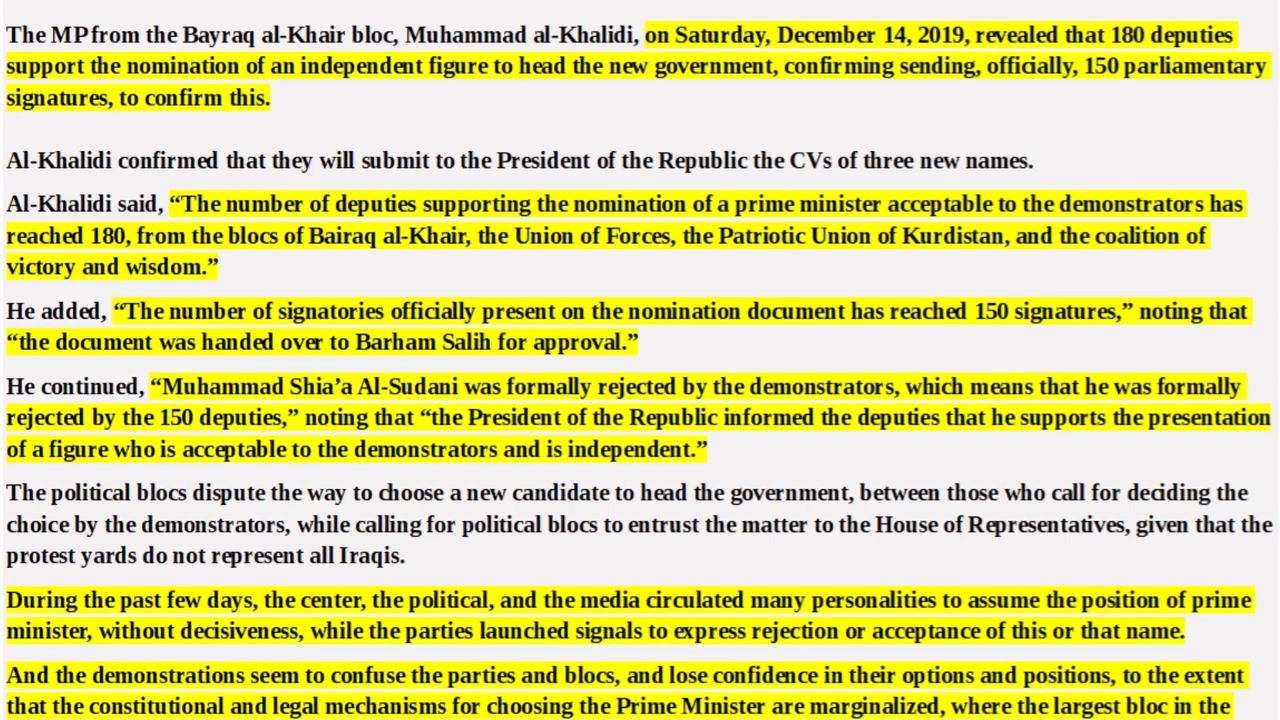 The MP from the Bayraq al-Khair bloc, Muhammad al-Khalidi, on Saturday, December 14, 2019, revealed that 180 deputies
support the nomination of an independent figure to head the new government, confirming sending, officially, 150 parliamentary
signatures, to confirm this.
Al-Khalidi confirmed that they will submit to the President of the Republic the CVs of three new names.
Al-Khalidi said, “The number of deputies supporting the nomination of a prime minister acceptable to the demonstrators has
reached 180, from the blocs of Bairaq al-Khair, the Union of Forces, the Patriotic Union of Kurdistan, and the coalition of
victory and wisdom.”
He added, “The number of signatories officially present on the nomination document has reached 150 signatures,” noting that
“the document was handed over to Barham Salih for approval.”
He continued, “Muhammad Shia’a Al-Sudani was formally rejected by the demonstrators, which means that he was formally
rejected by the 150 deputies,” noting that “the President of the Republic informed the deputies that he supports the presentation
of a figure who is acceptable to the demonstrators and is independent.”
The political blocs dispute the way to choose a new candidate to head the government, between those who call for deciding the
choice by the demonstrators, while calling for political blocs to entrust the matter to the House of Representatives, given that the
protest yards do not represent all Iraqis.
During the past few days, the center, the political, and the media circulated many personalities to assume the position of prime
minister, without decisiveness, while the parties launched signals to express rejection or acceptance of this or that name.
And the demonstrations seem to confuse the parties and blocs, and lose confidence in their options and positions, to the extent
that the constitutional and legal mechanisms for choosing the Prime Minister are marginalized, where the largest bloc in the